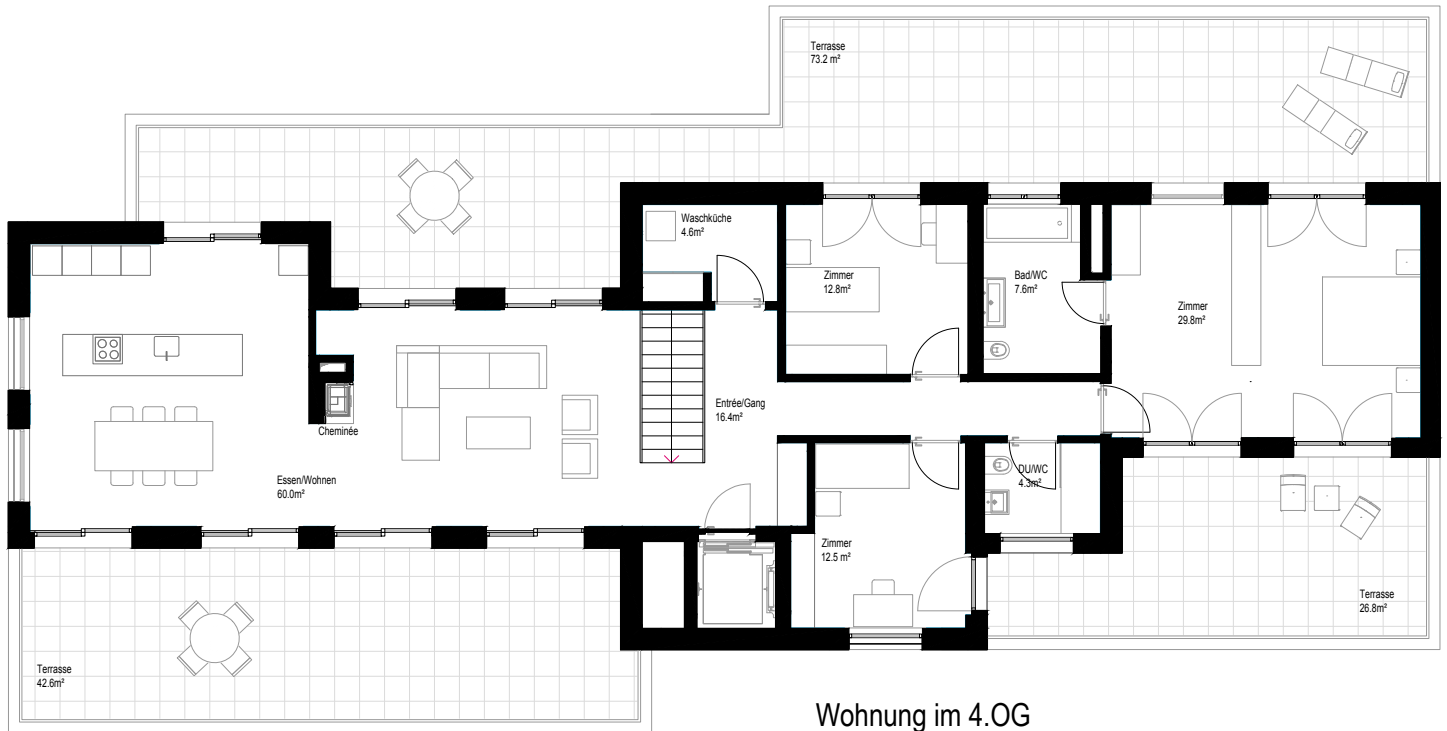 Terrasse
73.2 m²
Waschküche
4.6m²
Zimmer
12.8m²
Bad/WC
7.6m²
Zimmer
29.8m²
Entrée/Gang
16.4m²
Cheminée
Essen/Wohnen
60.0m²
DU/WC
4.3m²
Zimmer
12.5 m²
Terrasse
26.8m²
Terrasse
42.6m²
Wohnung im 4.OG